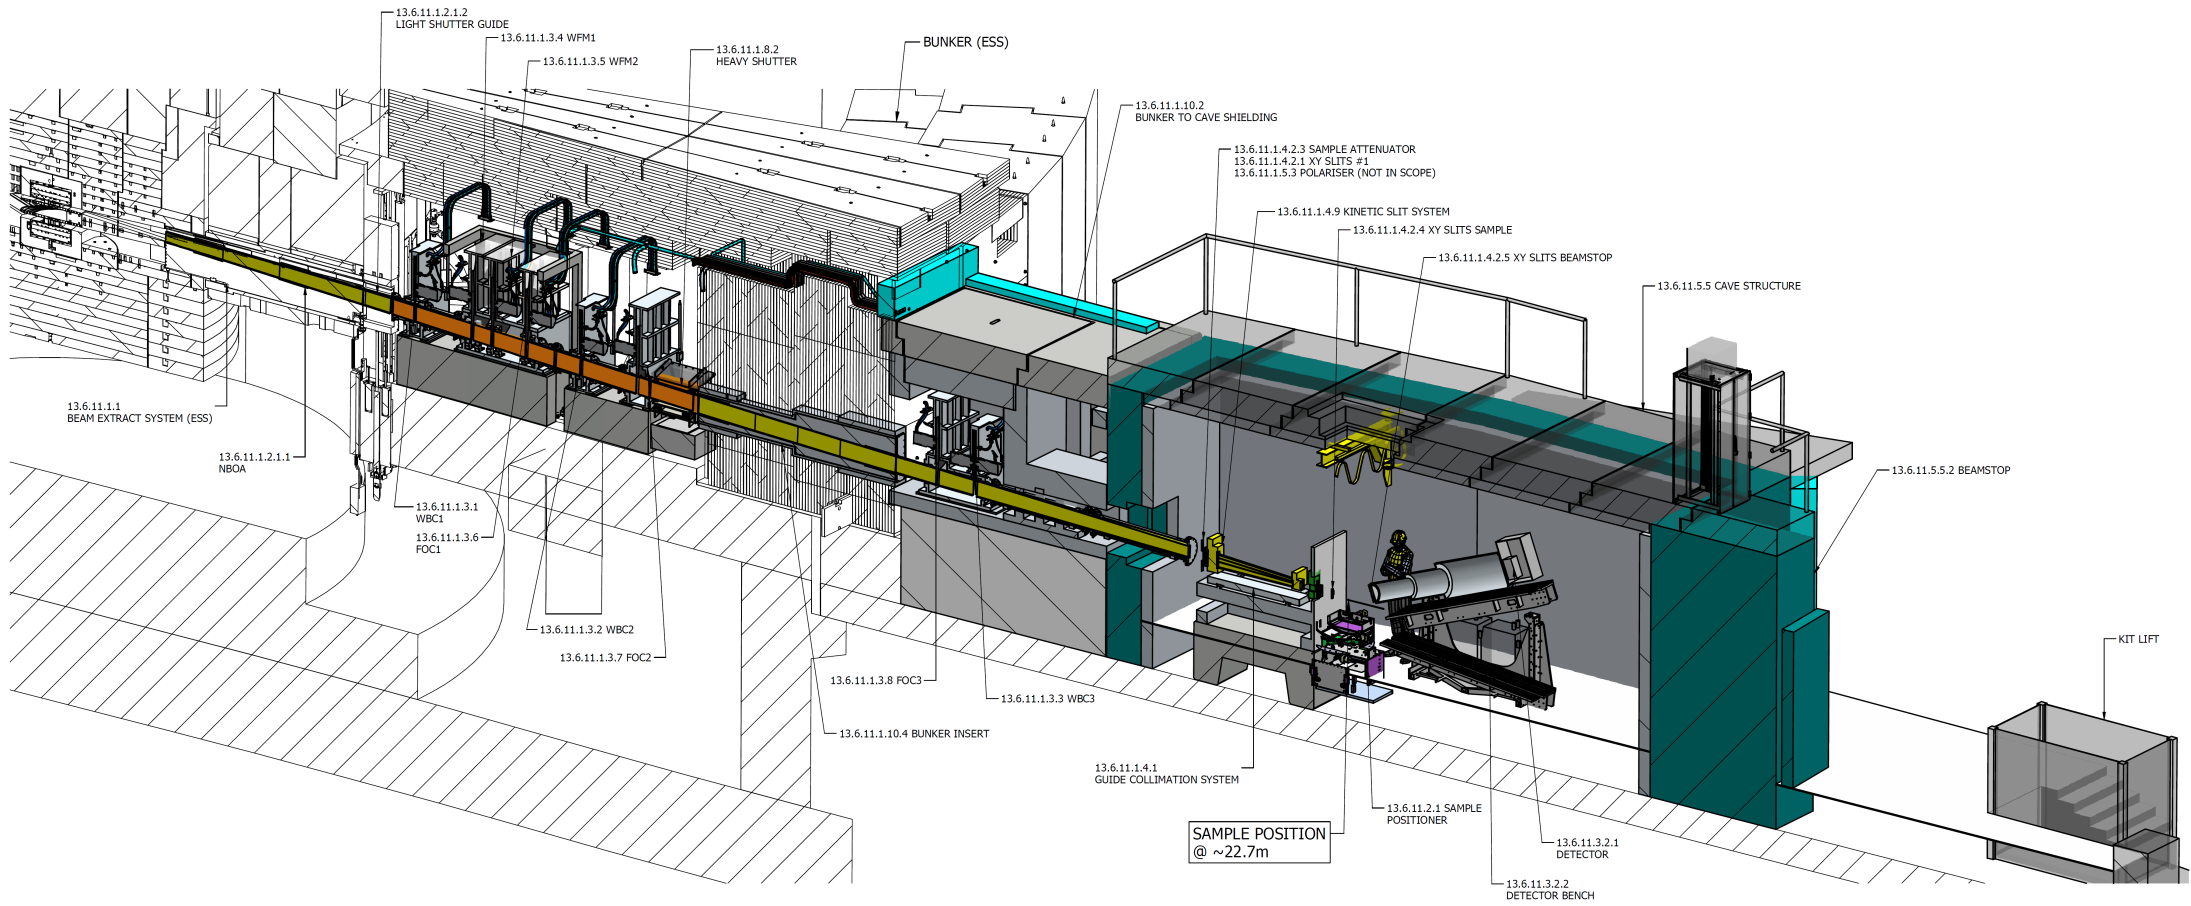 13.6.11.1.2.1.2
LIGHT SHUTTER GUIDE
13.6.11.1.3.4 WFM1
13.6.11.1.3.5 WFM2
13.6.11.1.8.2
HEAVY SHUTTER
BUNKER (ESS)
13.6.11.1.10.2
BUNKER TO CAVE SHIELDING
13.6.11.1.4.2.3 SAMPLE ATTENUATOR
13.6.11.1.4.2.1 XY SLITS #1
13.6.11.1.5.3 POLARISER (NOT IN SCOPE)
13.6.11.1.4.9 KINETIC SLIT SYSTEM
13.6.11.1.4.2.4 XY SLITS SAMPLE
13.6.11.1.4.2.5 XY SLITS BEAMSTOP
13.6.11.5.5 CAVE STRUCTURE
13.6.11.5.5.2 BEAMSTOP
KIT LIFT
13.6.11.1.1
BEAM EXTRACT SYSTEM (ESS)
13.6.11.1.2.1.1
NBOA
13.6.11.1.3.1
WBC1
13.6.11.1.3.6
FOC1
13.6.11.1.3.2 WBC2
13.6.11.1.3.7 FOC2
13.6.11.1.3.8 FOC3
13.6.11.1.3.3 WBC3
13.6.11.1.10.4 BUNKER INSERT
13.6.11.1.4.1
GUIDE COLLIMATION SYSTEM
SAMPLE POSITION
@ ~22.7m
13.6.11.2.1 SAMPLE
POSITIONER
13.6.11.3.2.1
DETECTOR
13.6.11.3.2.2
DETECTOR BENCH